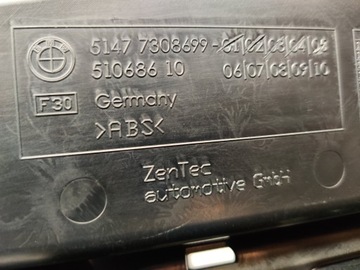 BMW
5147 7308699-01/02/03/04/05
510686 10 06/07/08/09/10
F30 Germany
>ABS<
ZenTec
automotive GmbH